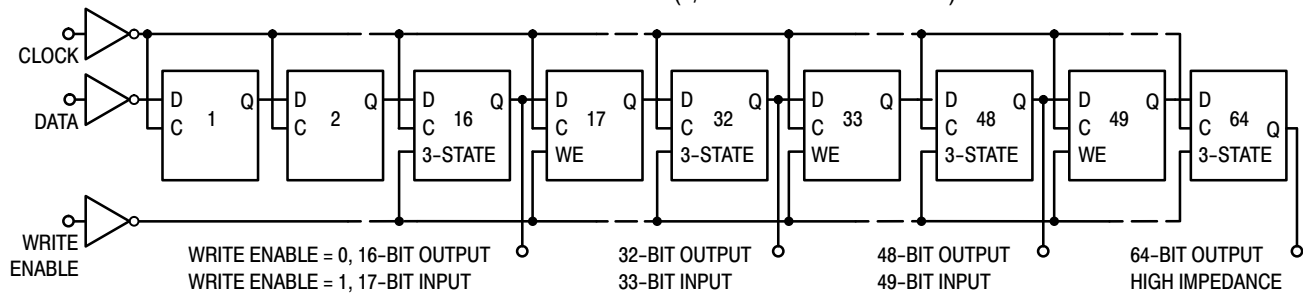 CLOCK
D Q D Q D Q D Q D Q D Q D Q D Q D
DATA
C 1 C 2 C 16 C 17 C 32 C 33 C 48 C 49 C 64 Q
3-STATE WE 3-STATE WE 3-STATE WE 3-STATE
WRITE ENABLE
WRITE ENABLE = 0, 16-BIT OUTPUT 32-BIT OUTPUT 48-BIT OUTPUT 64-BIT OUTPUT
WRITE ENABLE = 1, 17-BIT INPUT 33-BIT INPUT 49-BIT INPUT HIGH IMPEDANCE